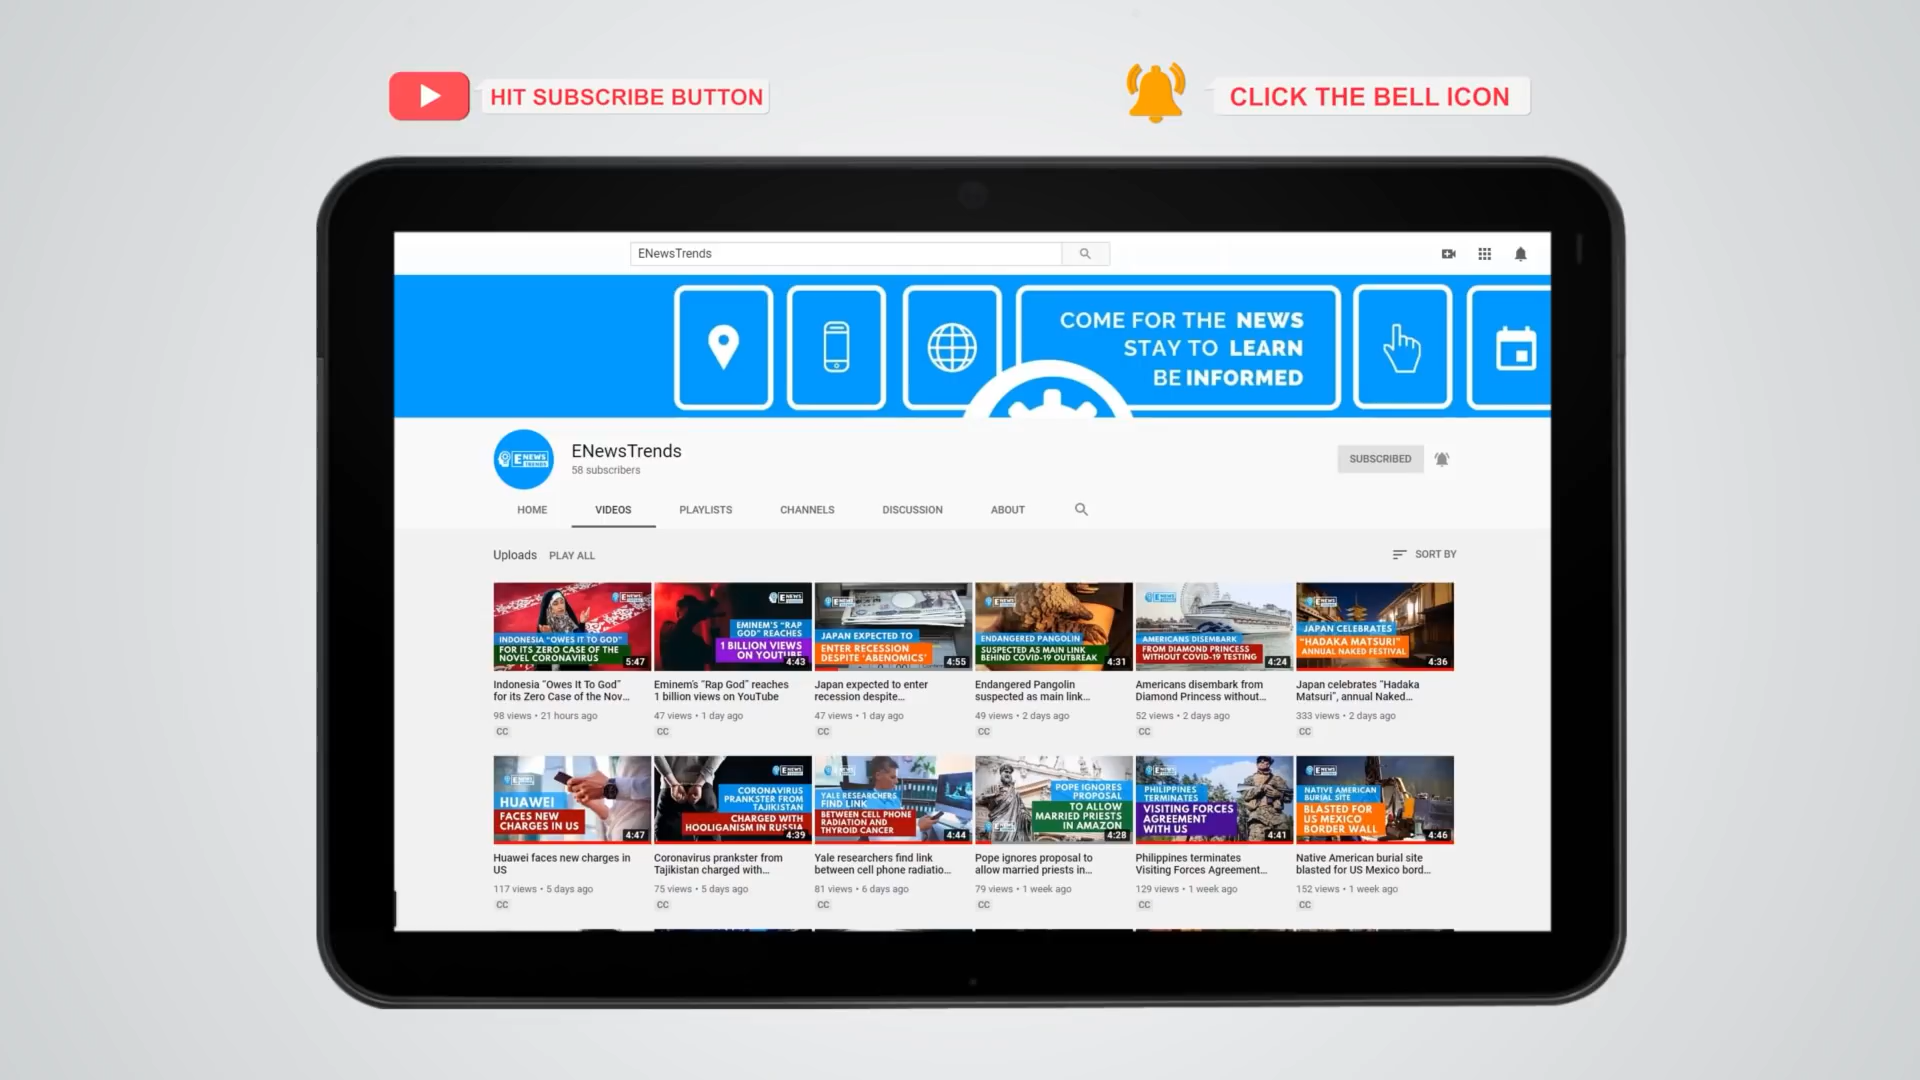 HIT SUBSCRIBE BUTTON
CLICK THE BELL ICON
ENewsTrends
COME FOR THE NEWS
STAY TO LEARN
BE INFORMED
E NEWS
TRENDS
ENewsTrends
58 subscribers
SUBSCRIBED
HOME VIDEOS PLAYLISTS CHANNELS DISCUSSION ABOUT
Uploads PLAY ALL
SORT BY
INDONESIA "OWES IT TO GOD"
FOR ITS ZERO CASE OF THE
NOVEL CORONAVIRUS
5:47
EMINEM'S "RAP
GOD" REACHES
1 BILLION VIEWS
ON YOUTUBE
4:43
JAPAN EXPECTED TO
ENTER RECESSION
DESPITE 'ABENOMICS'
4:55
ENDANGERED PANGOLIN
SUSPECTED AS MAIN LINK
BEHIND COVID-19 OUTBREAK
4:31
AMERICANS DISEMBARK
FROM DIAMOND PRINCESS
WITHOUT COVID-19 TESTING
4:24
JAPAN CELEBRATES
"HADAKA MATSURI"
ANNUAL NAKED FESTIVAL
4:36
Indonesia "Owes It To God"
for its Zero Case of the Nov...
98 views • 21 hours ago
CC
Eminem's "Rap God" reaches
1 billion views on YouTube
47 views • 1 day ago
CC
Japan expected to enter
recession despite...
47 views • 1 day ago
CC
Endangered Pangolin
suspected as main link...
49 views • 2 days ago
CC
Americans disembark from
Diamond Princess without...
52 views • 2 days ago
CC
Japan celebrates "Hadaka
Matsuri", annual Naked...
333 views • 2 days ago
CC
HUAWEI
FACES NEW
CHARGES IN US
4:47
CORONAVIRUS
PRANKSTER FROM
TAJIKISTAN
CHARGED WITH
HOOLIGANISM IN RUSSIA
4:39
YALE RESEARCHERS
FIND LINK
BETWEEN CELL PHONE
RADIATION AND
THYROID CANCER
4:44
POPE IGNORES
PROPOSAL
TO ALLOW
MARRIED PRIESTS
IN AMAZON
4:28
PHILIPPINES
TERMINATES
VISITING FORCES
AGREEMENT
WITH US
4:41
NATIVE AMERICAN
BURIAL SITE
BLASTED FOR
US MEXICO
BORDER WALL
4:46
Huawei faces new charges in
US
117 views • 5 days ago
CC
Coronavirus prankster from
Tajikistan charged with...
75 views • 5 days ago
CC
Yale researchers find link
between cell phone radiatio...
81 views • 6 days ago
CC
Pope ignores proposal to
allow married priests in...
79 views • 1 week ago
CC
Philippines terminates
Visiting Forces Agreement...
129 views • 1 week ago
CC
Native American burial site
blasted for US Mexico bord...
152 views • 1 week ago
CC